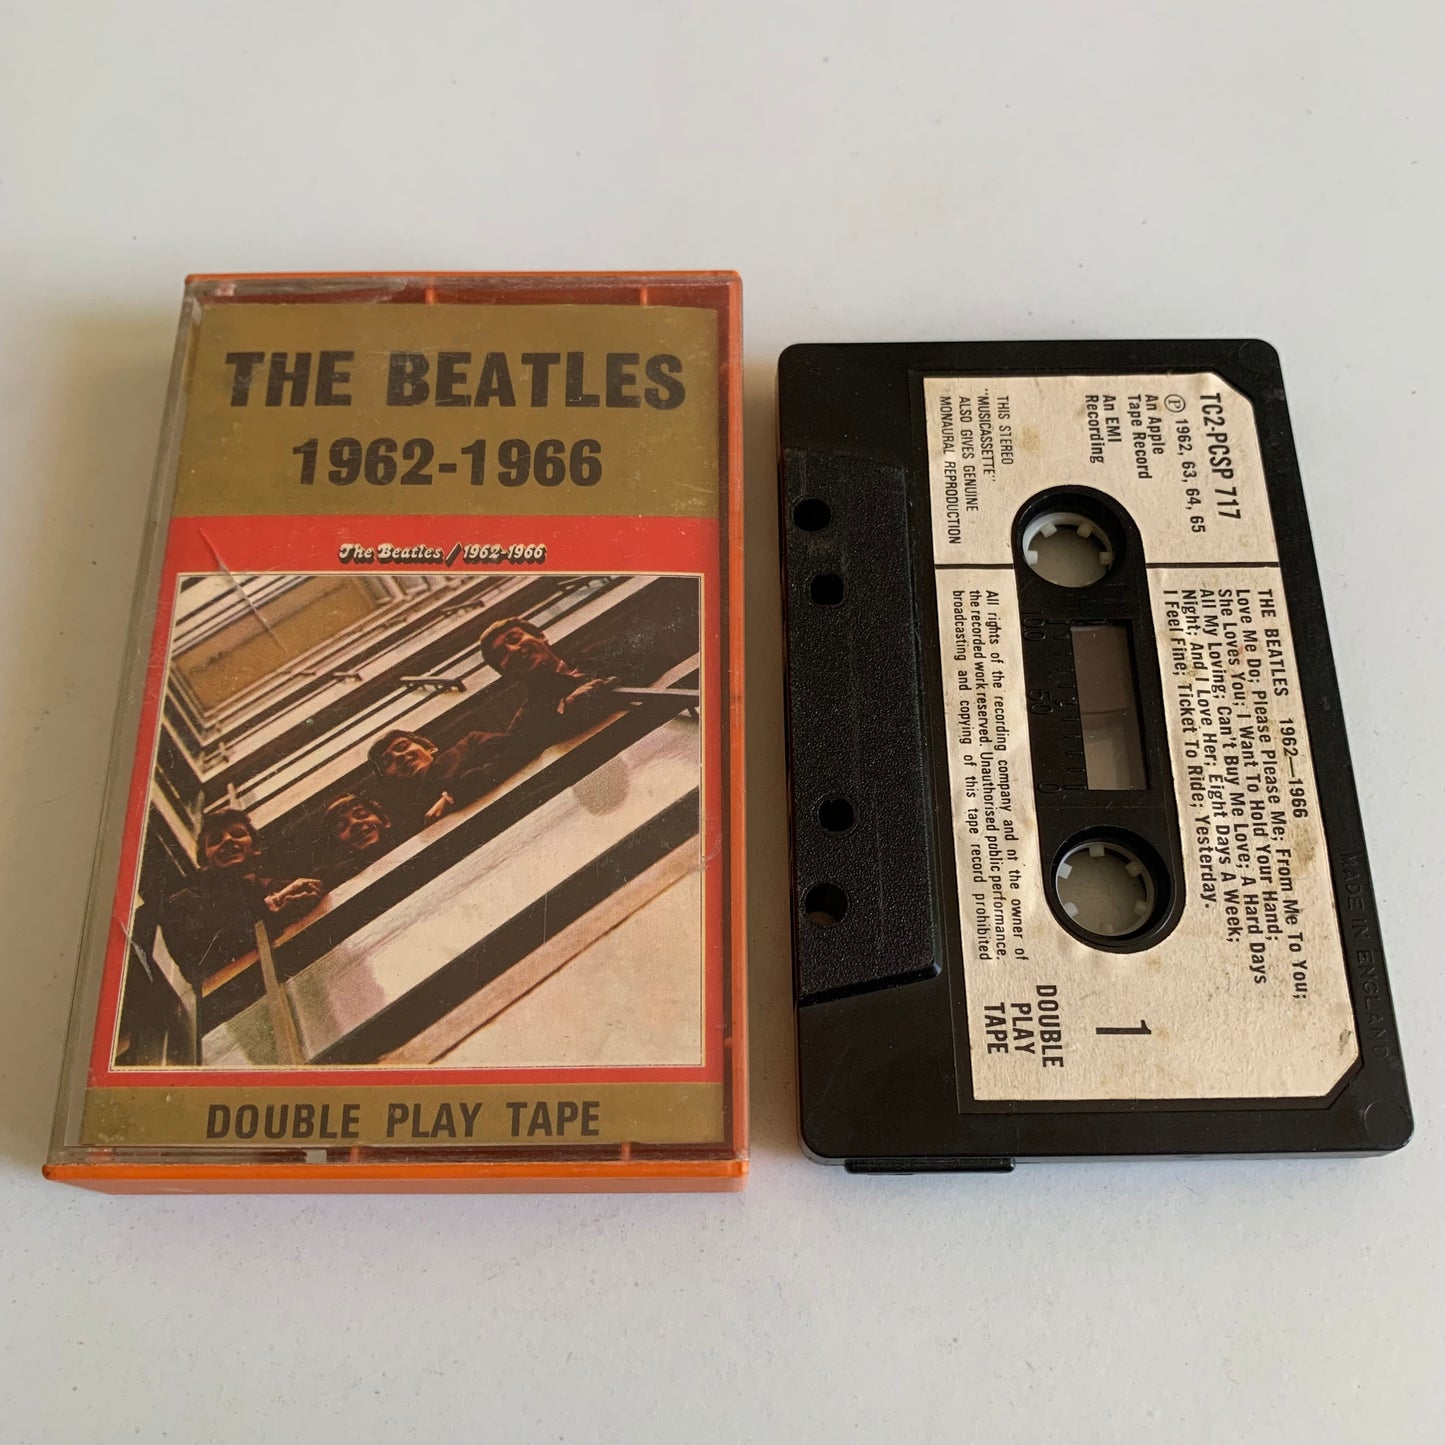 THE BEATLES
1962-1966
The Beatles/1962-1966
DOUBLE PLAY TAPE
TC2-PCSP 717
Ⓟ 1962, 63, 64, 65
An Apple
Tape Record
An EMI
Recording
THIS STEREO
"MUSICASSETTE"
ALSO GIVES GENUINE
MONAURAL REPRODUCTION
THE BEATLES 1962—1966
Love Me Do; Please Please Me; From Me To You;
She Loves You; I Want To Hold Your Hand;
All My Loving; Can't Buy Me Love; A Hard Days
Night; And I Love Her; Eight Days A Week;
I Feel Fine; Ticket To Ride; Yesterday.
All rights of the recording company and of the owner of
the recorded work reserved. Unauthorised public performance,
broadcasting and copying of this tape record prohibited
1
DOUBLE
PLAY
TAPE
100 50 0
MADE IN ENGLAND